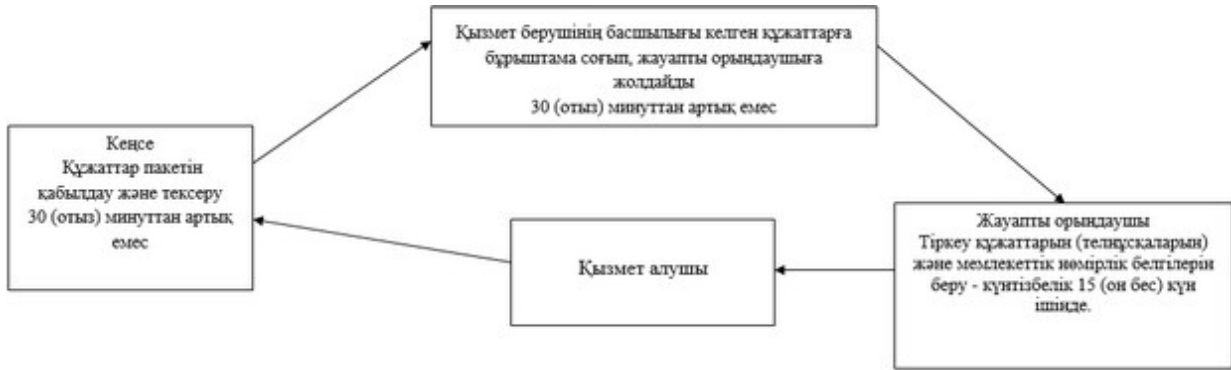 Қызмет берушінің басшылығы келген құжаттарға
бұрыштама соғып, жауапты орындаушыға
жолдайды
30 (отыз) минуттан артық емес
Кеңсе
Құжаттар пакетін
қабылдау және тексеру
30 (отыз) минуттан артық
емес
Қызмет алушы
Жауапты орындаушы
Тіркеу құжаттарын (телнұсқаларын)
және мемлекеттік нөмірлік белгілерін
беру - күнтізбелік 15 (он бес) күн
ішінде.